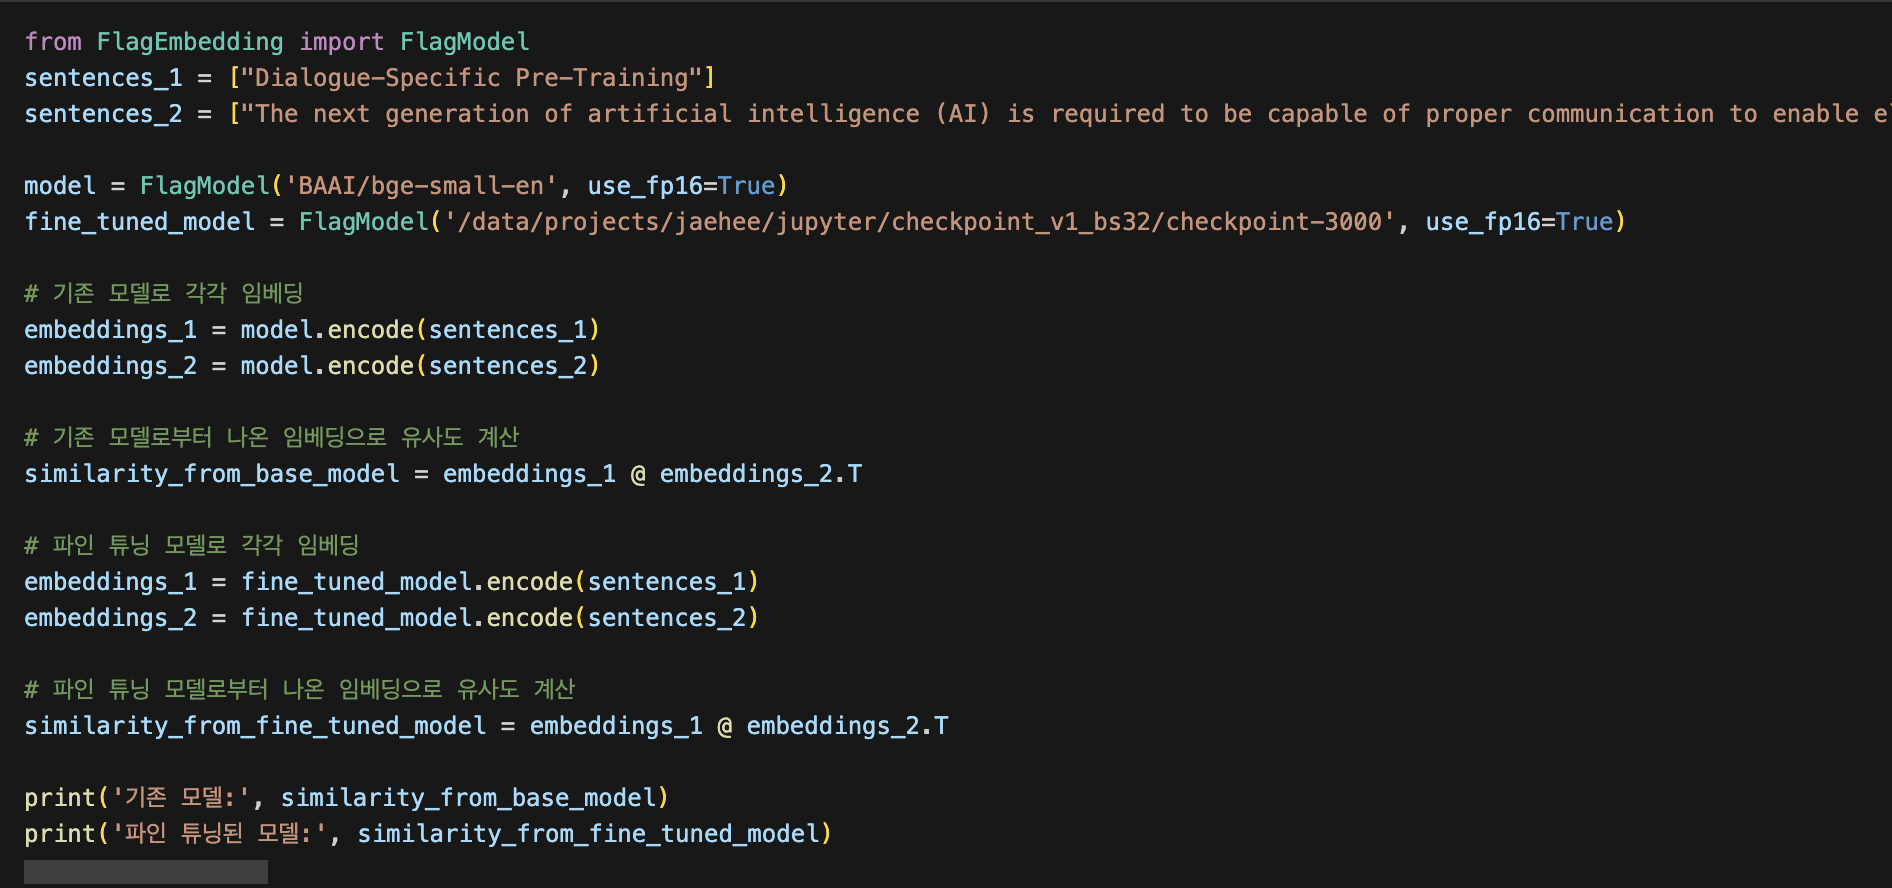 from FlagEmbedding import FlagModel
sentences_1 = ["Dialogue-Specific Pre-Training"]
sentences_2 = ["The next generation of artificial intelligence (AI) is required to be capable of proper communication to enable
model = FlagModel('BAAI/bge-small-en', use_fp16=True)
fine_tuned_model = FlagModel('/data/projects/jaehee/jupyter/checkpoint_v1_bs32/checkpoint-3000', use_fp16=True)
# 기존 모델로 각각 임베딩
embeddings_1 = model.encode(sentences_1)
embeddings_2 = model.encode(sentences_2)
# 기존 모델로부터 나온 임베딩으로 유사도 계산
similarity_from_base_model = embeddings_1 @ embeddings_2.T
# 파인 튜닝 모델로 각각 임베딩
embeddings_1 = fine_tuned_model.encode(sentences_1)
embeddings_2 = fine_tuned_model.encode(sentences_2)
# 파인 튜닝 모델로부터 나온 임베딩으로 유사도 계산
similarity_from_fine_tuned_model = embeddings_1 @ embeddings_2.T
print('기존 모델:', similarity_from_base_model)
print('파인 튜닝된 모델:', similarity_from_fine_tuned_model)